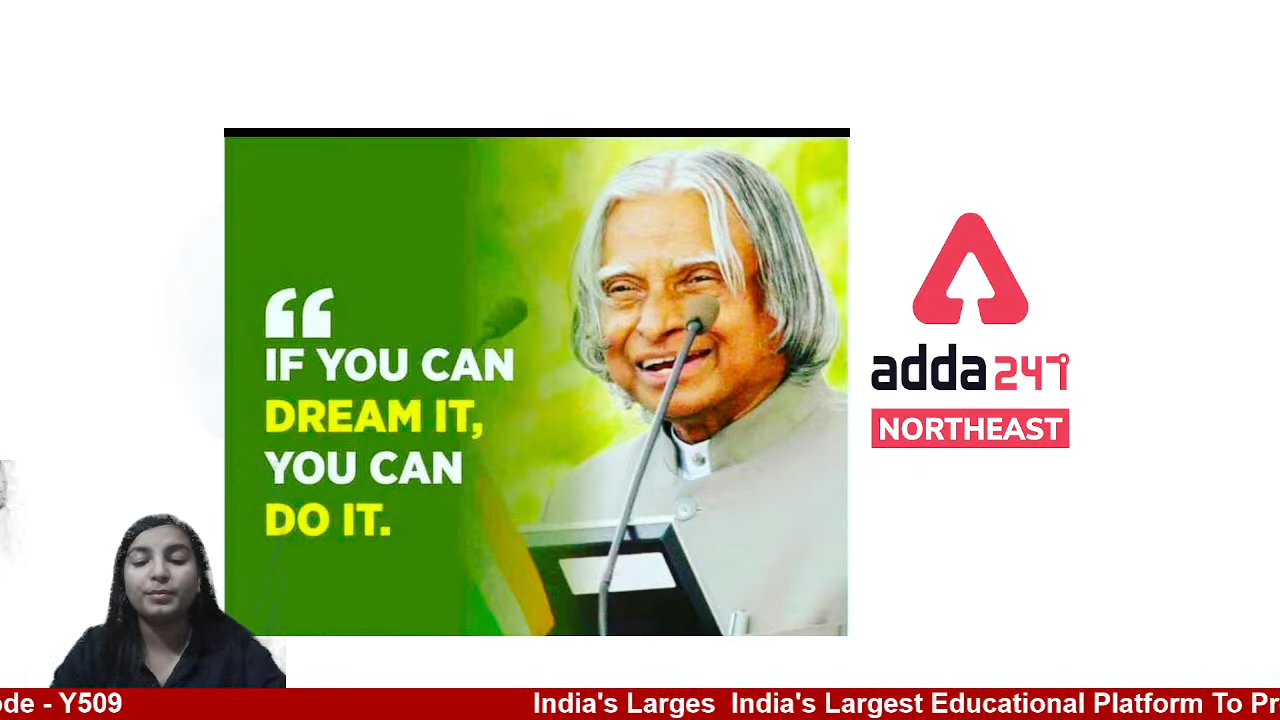 “
IF YOU CAN
DREAM IT,
YOU CAN
DO IT.
adda247
NORTHEAST
ode - Y509
India's Larges India's Largest Educational Platform To Pr